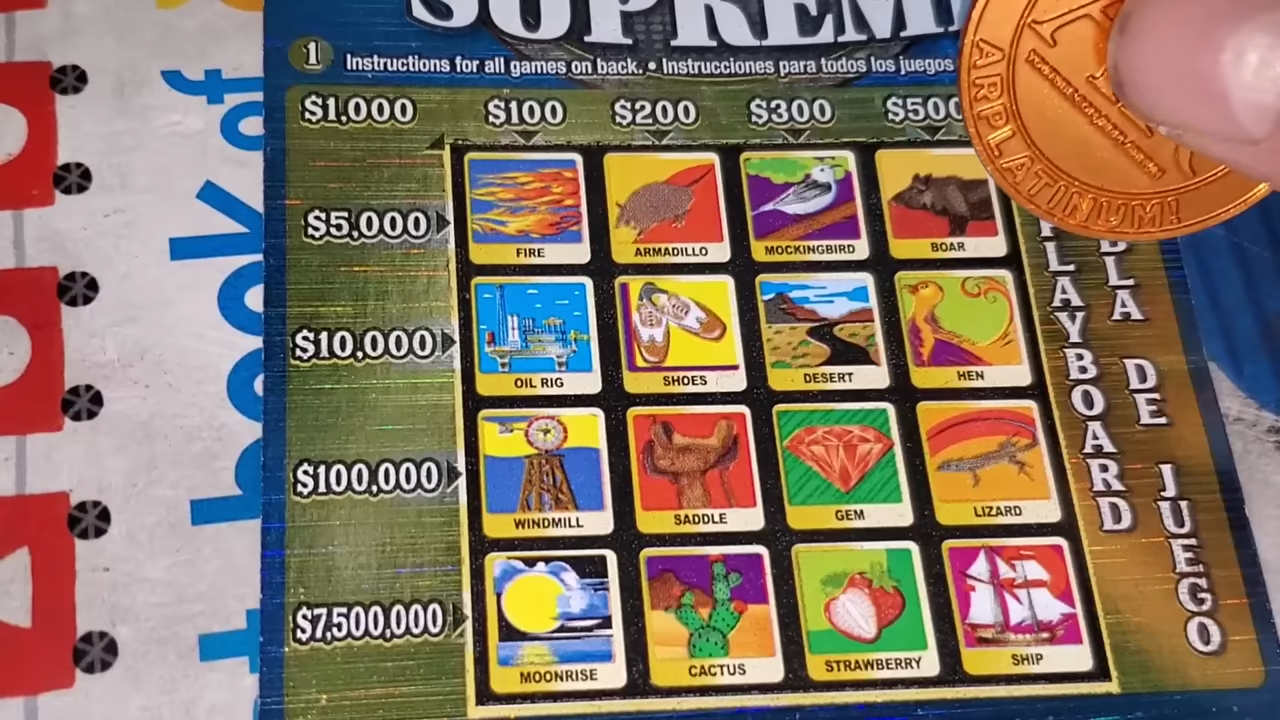 SUPREM
1
Instructions for all games on back. • Instrucciones para todos los juegos
$1,000 $100 $200 $300 $500
$5,000
FIRE ARMADILLO MOCKINGBIRD BOAR
$10,000
OIL RIG SHOES DESERT HEN
$100,000
WINDMILL SADDLE GEM LIZARD
$7,500,000
MOONRISE CACTUS STRAWBERRY SHIP
PLAYBOARD
BLA DE JUEGO
ARPLATINUM!
book of